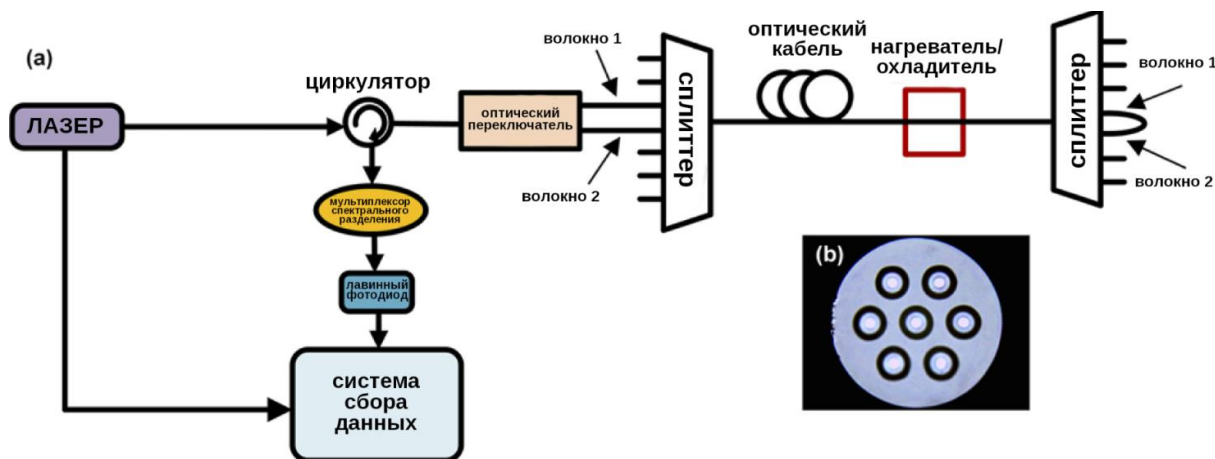 (a)
ЛАЗЕР
циркулятор
оптический
переключатель
волокно 1
волокно 2
сплиттер
оптический
кабель
нагреватель/
охладитель
сплиттер
волокно 1
волокно 2
мультиплексор
спектрального
разделения
лавинный
фотодиод
система
сбора
данных
(b)